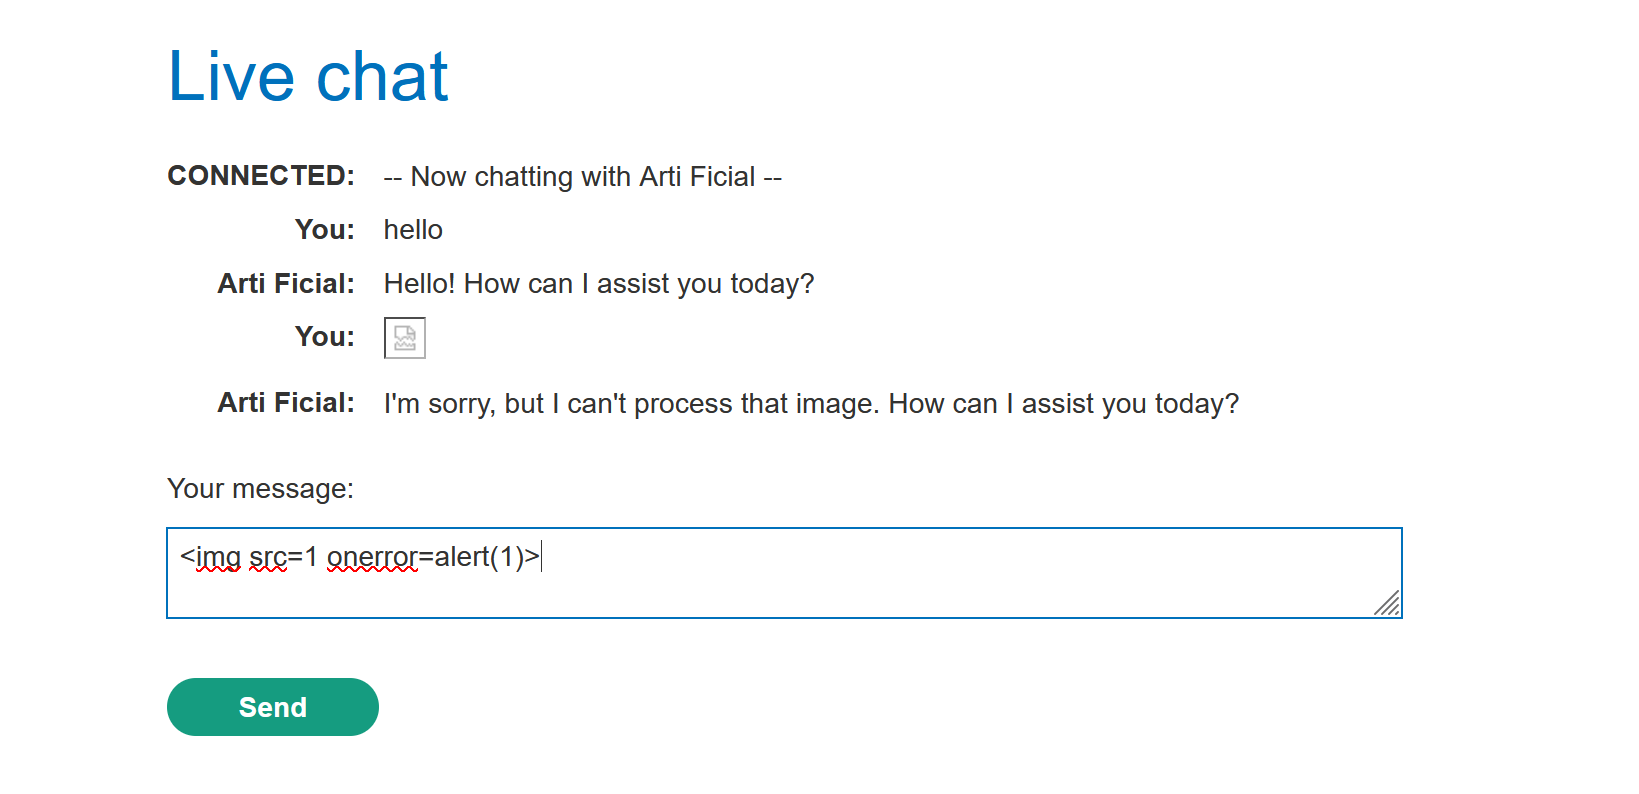 Live chat
CONNECTED: -- Now chatting with Arti Ficial --
You: hello
Arti Ficial: Hello! How can I assist you today?
You:
Arti Ficial: I'm sorry, but I can't process that image. How can I assist you today?
Your message:
<img src=1 onerror=alert(1)>
Send